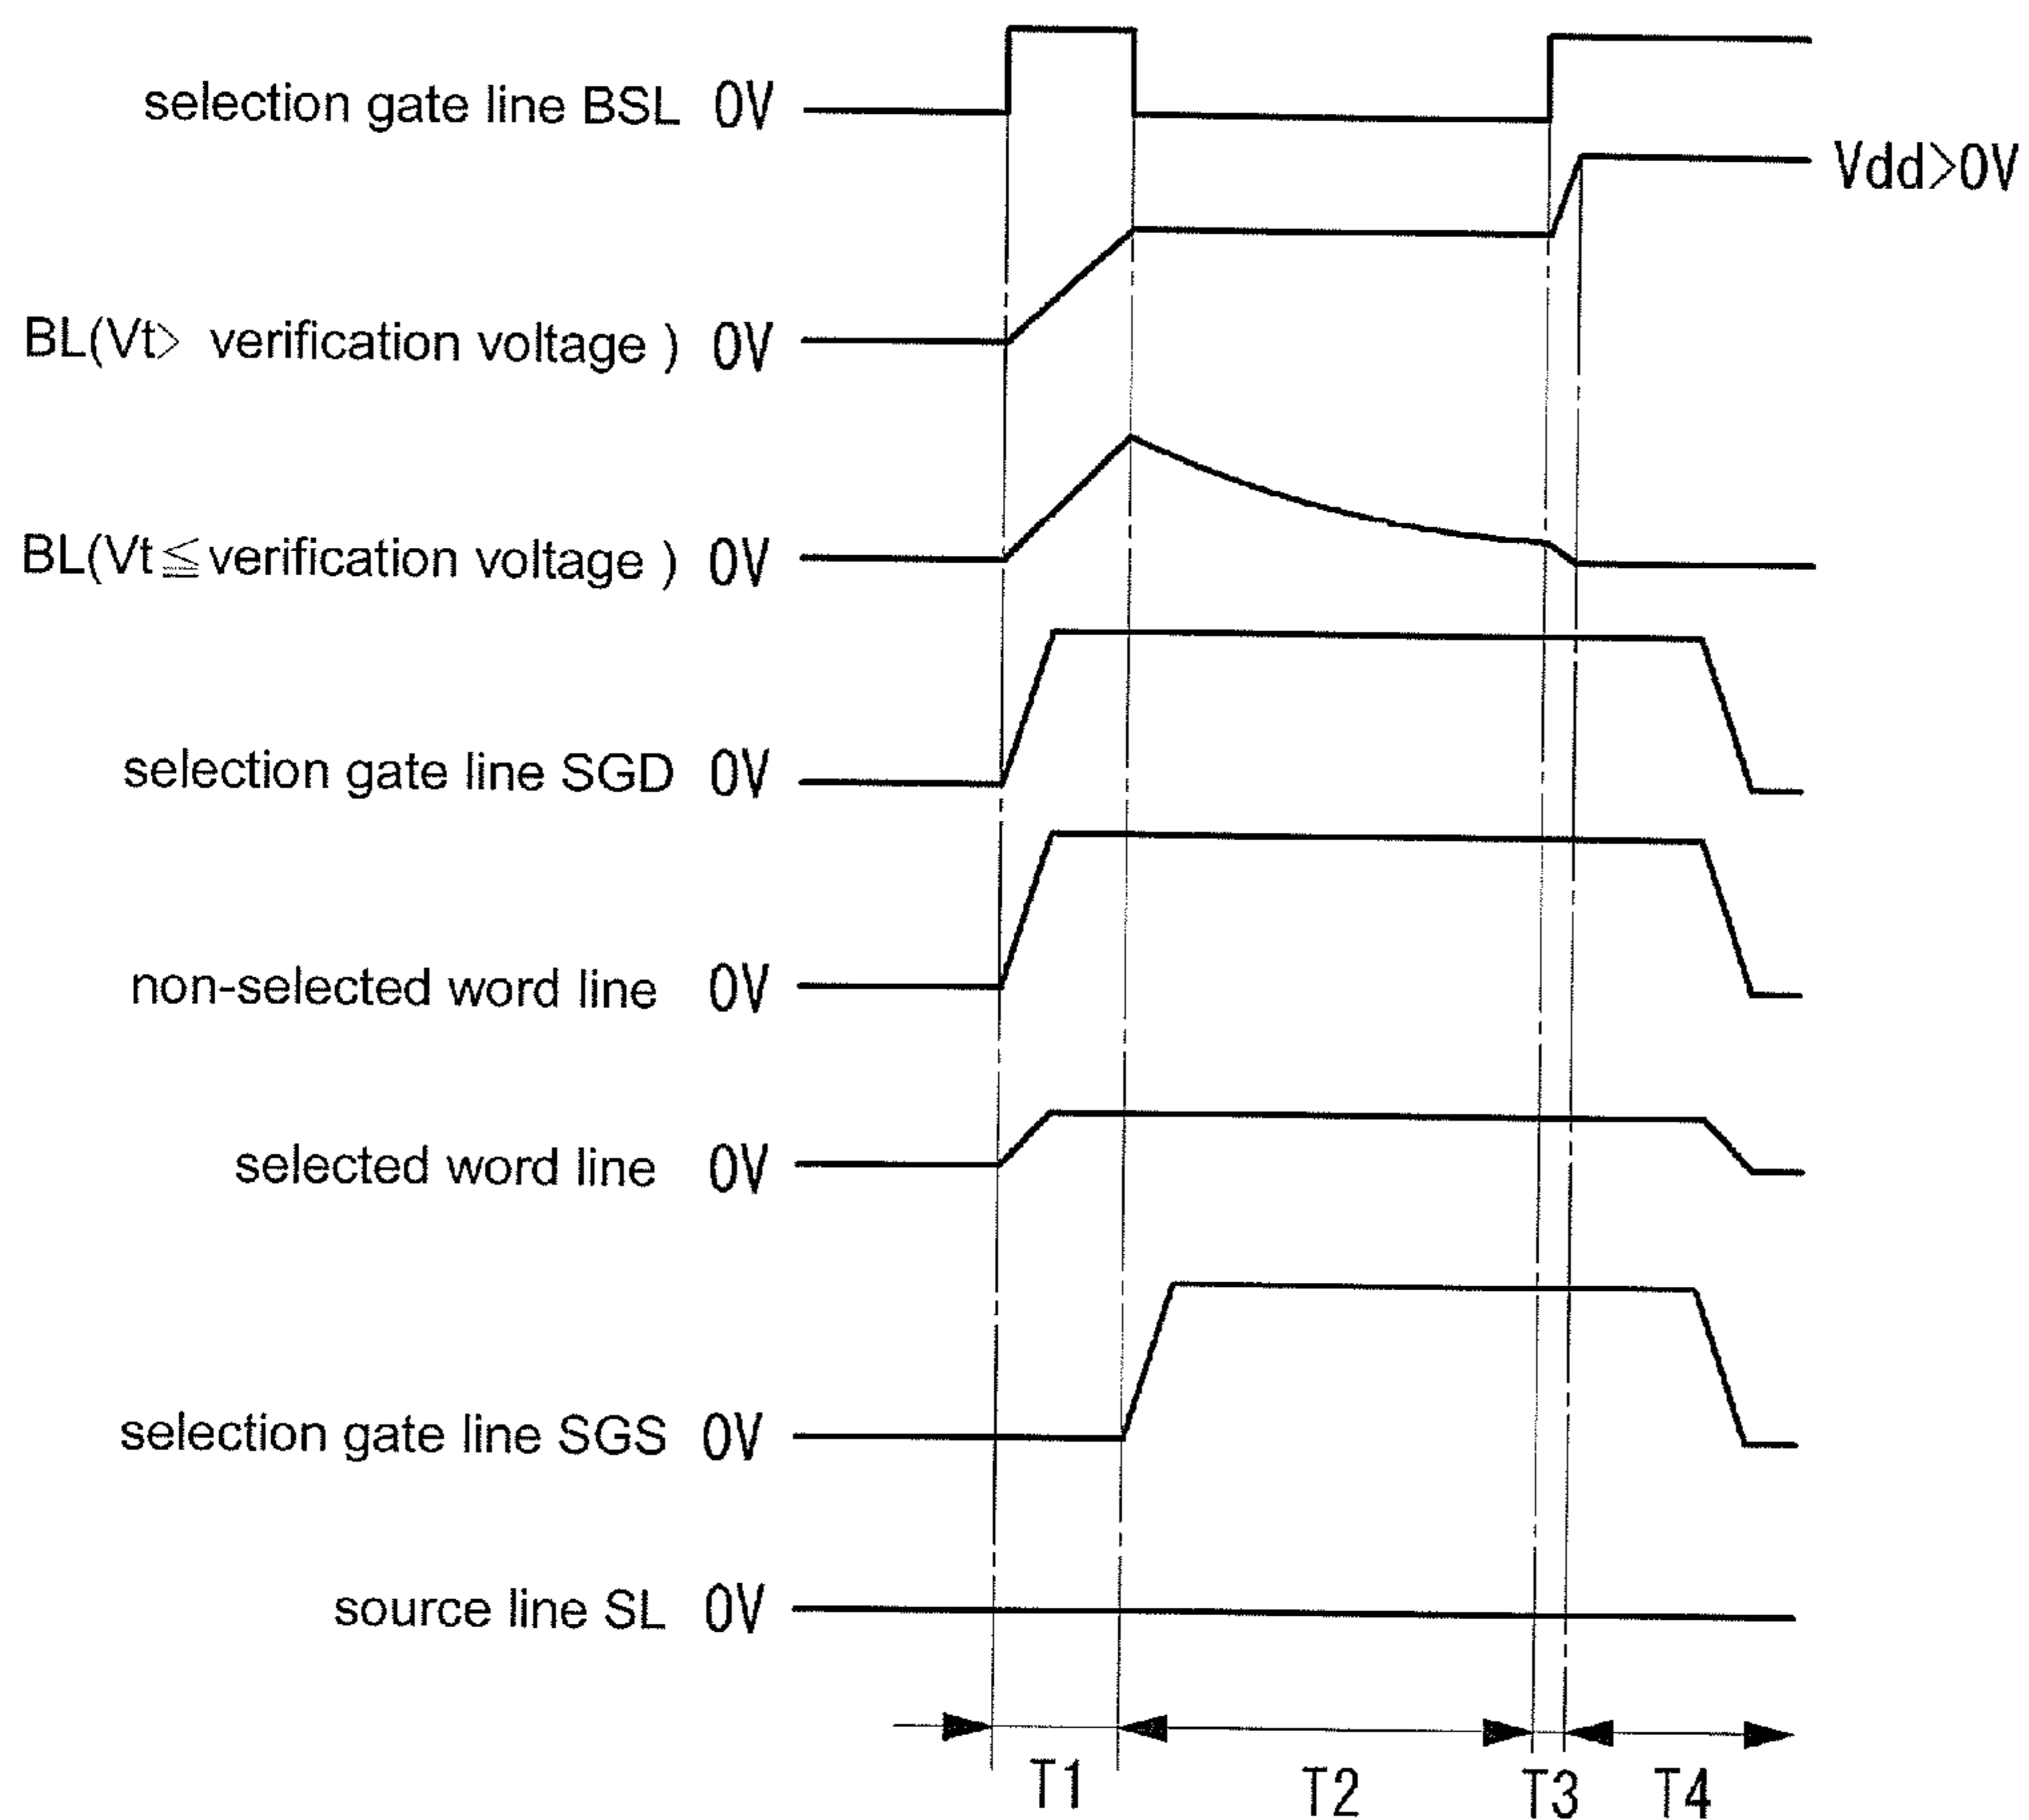 selection gate line BSL 0V
Vdd>0V
BL(Vt> verification voltage ) 0V
BL(Vt≦verification voltage ) 0V
selection gate line SGD 0V
non-selected word line 0V
selected word line 0V
selection gate line SGS 0V
source line SL 0V
T1 T2 T3 T4